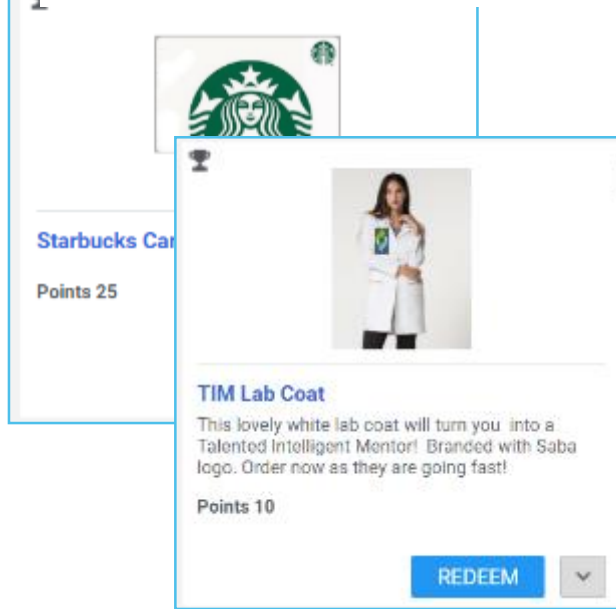 Starbucks Car
Points 25
TIM Lab Coat
This lovely white lab coat will turn you into a
Talented Intelligent Mentor! Branded with Saba
logo. Order now as they are going fast!
Points 10
REDEEM